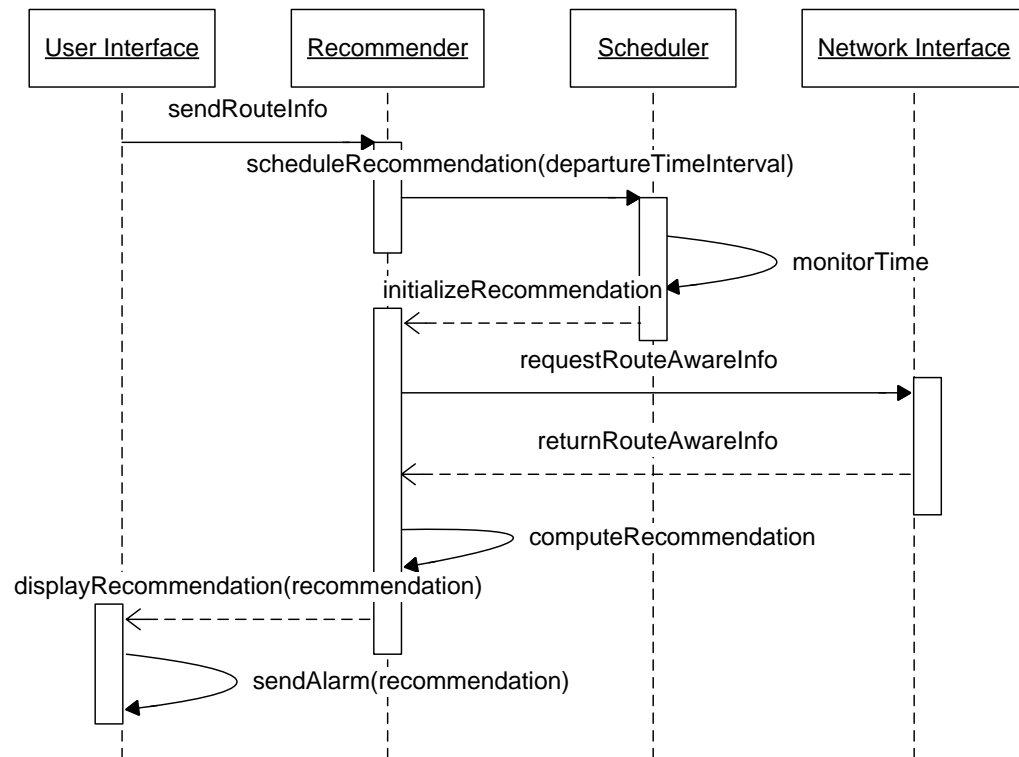 User Interface
Recommender
Scheduler
Network Interface
sendRouteInfo
scheduleRecommendation(departureTimeInterval)
monitorTime
initializeRecommendation
requestRouteAwareInfo
returnRouteAwareInfo
computeRecommendation
displayRecommendation(recommendation)
sendAlarm(recommendation)